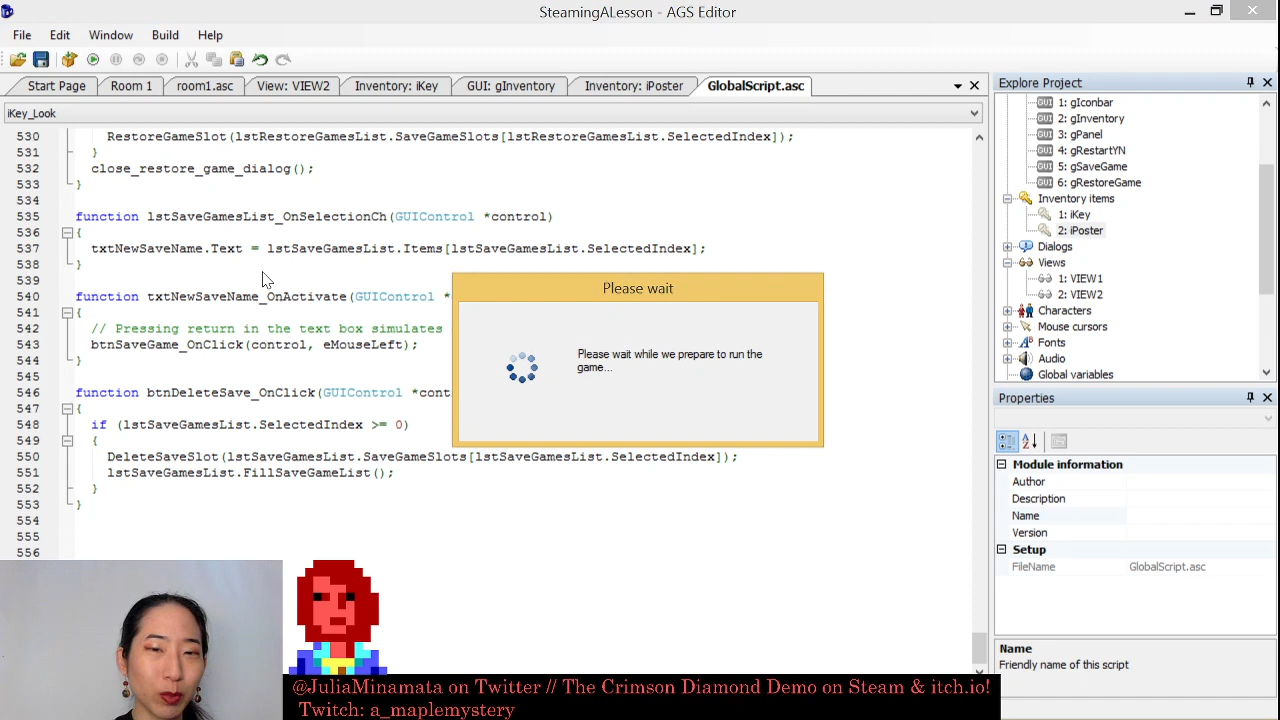 SteamingALesson - AGS Editor
File Edit Window Build Help
Start Page Room 1 room1.asc View: VIEW2 Inventory: iKey GUI: gInventory Inventory: iPoster GlobalScript.asc
iKey_Look
530 RestoreGameSlot(lstRestoreGamesList.SaveGameSlots[lstRestoreGamesList.SelectedIndex]);
531 }
532 close_restore_game_dialog();
533 }
534
535 function lstSaveGamesList_OnSelectionCh(GUIControl *control)
536 {
537 txtNewSaveName.Text = lstSaveGamesList.Items[lstSaveGamesList.SelectedIndex];
538 }
539
540 function txtNewSaveName_OnActivate(GUIControl *
541 {
542 // Pressing return in the text box simulates
543 btnSaveGame_OnClick(control, eMouseLeft);
544 }
545
546 function btnDeleteSave_OnClick(GUIControl *cont
547 {
548 if (lstSaveGamesList.SelectedIndex >= 0)
549 {
550 DeleteSaveSlot(lstSaveGamesList.SaveGameSlots[lstSaveGamesList.SelectedIndex]);
551 lstSaveGamesList.FillSaveGameList();
552 }
553 }
554
555
556
Please wait
Please wait while we prepare to run the
game...
Explore Project
GUI 1: gIconbar
GUI 2: gInventory
GUI 3: gPanel
GUI 4: gRestartYN
GUI 5: gSaveGame
GUI 6: gRestoreGame
Inventory items
1: iKey
2: iPoster
Dialogs
Views
1: VIEW1
2: VIEW2
Characters
Mouse cursors
Fonts
Audio
Global variables
Properties
Module information
Author
Description
Name
Version
Setup
FileName GlobalScript.asc
Name
Friendly name of this script
@JuliaMinamata on Twitter // The Crimson Diamond Demo on Steam & itch.io!
Twitch: a_maplemystery